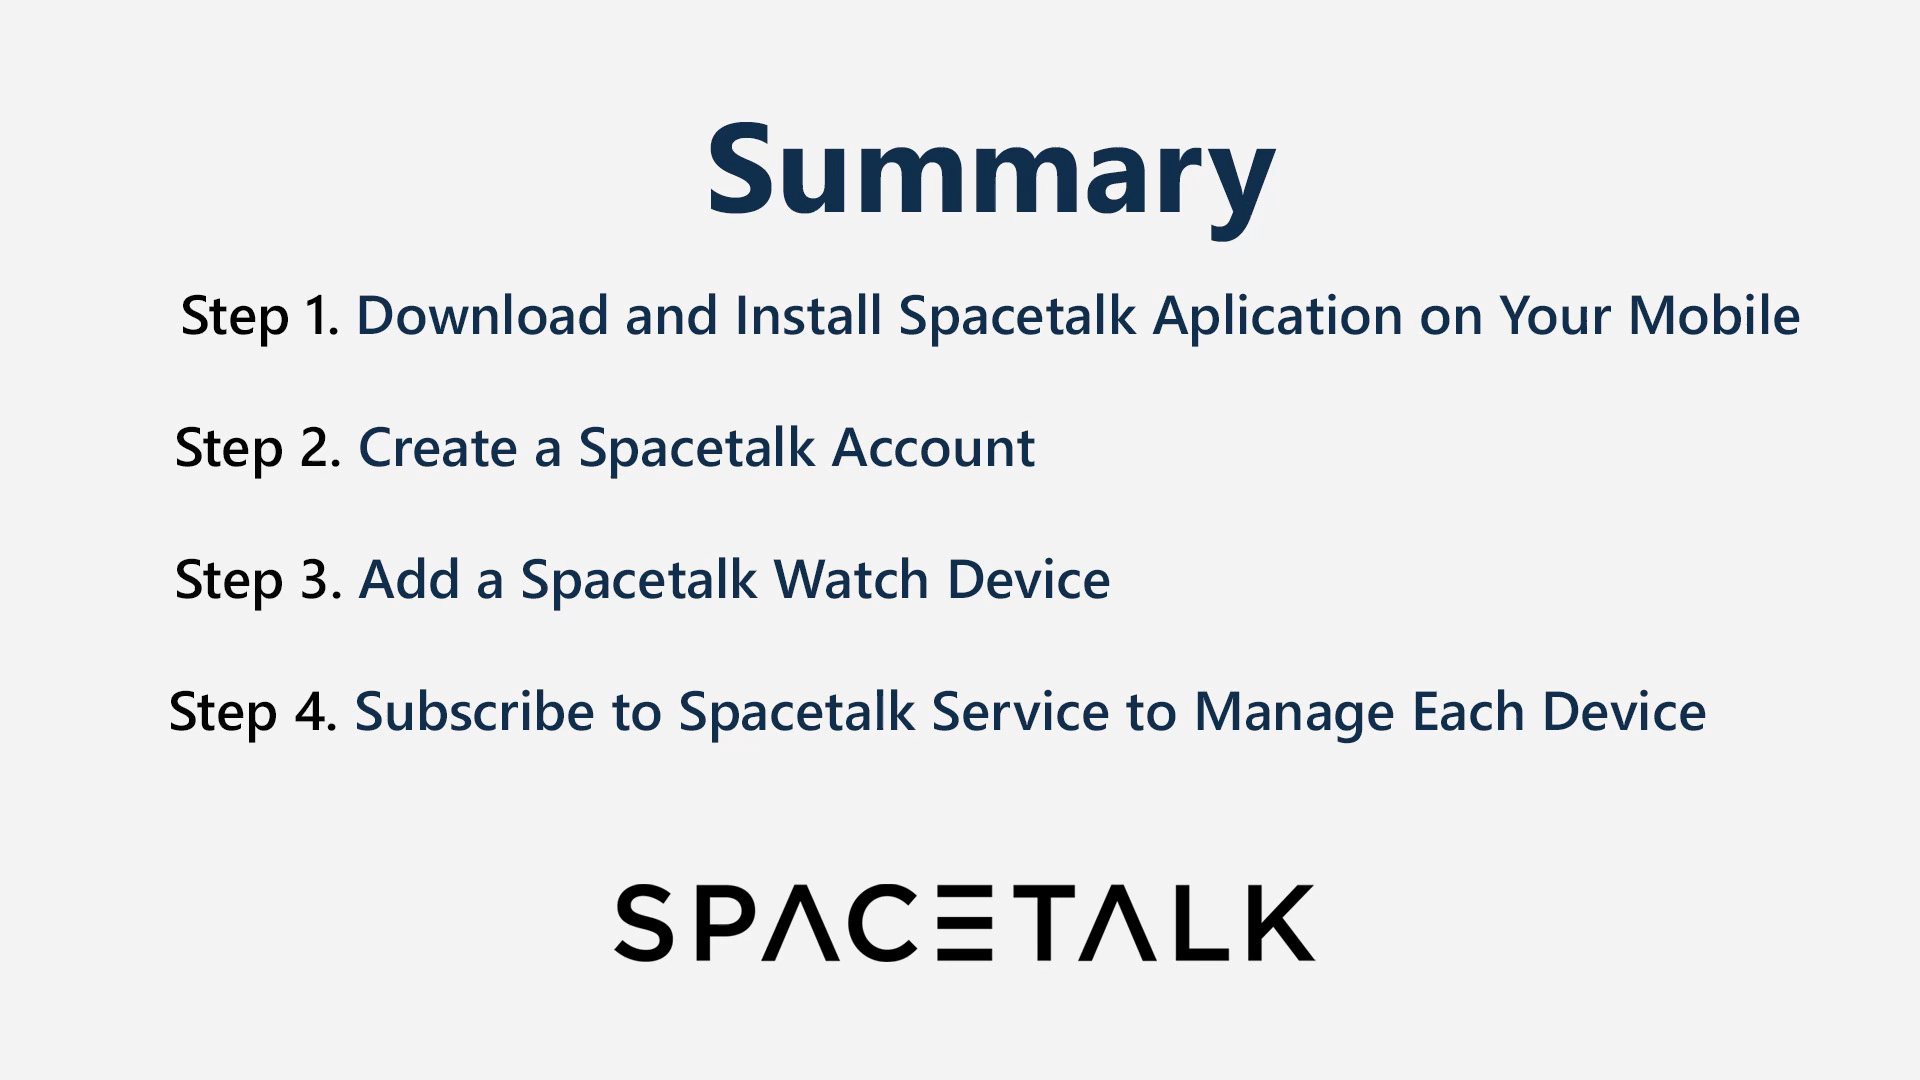 Summary
Step 1. Download and Install Spacetalk Aplication on Your Mobile
Step 2. Create a Spacetalk Account
Step 3. Add a Spacetalk Watch Device
Step 4. Subscribe to Spacetalk Service to Manage Each Device
SPACETALK